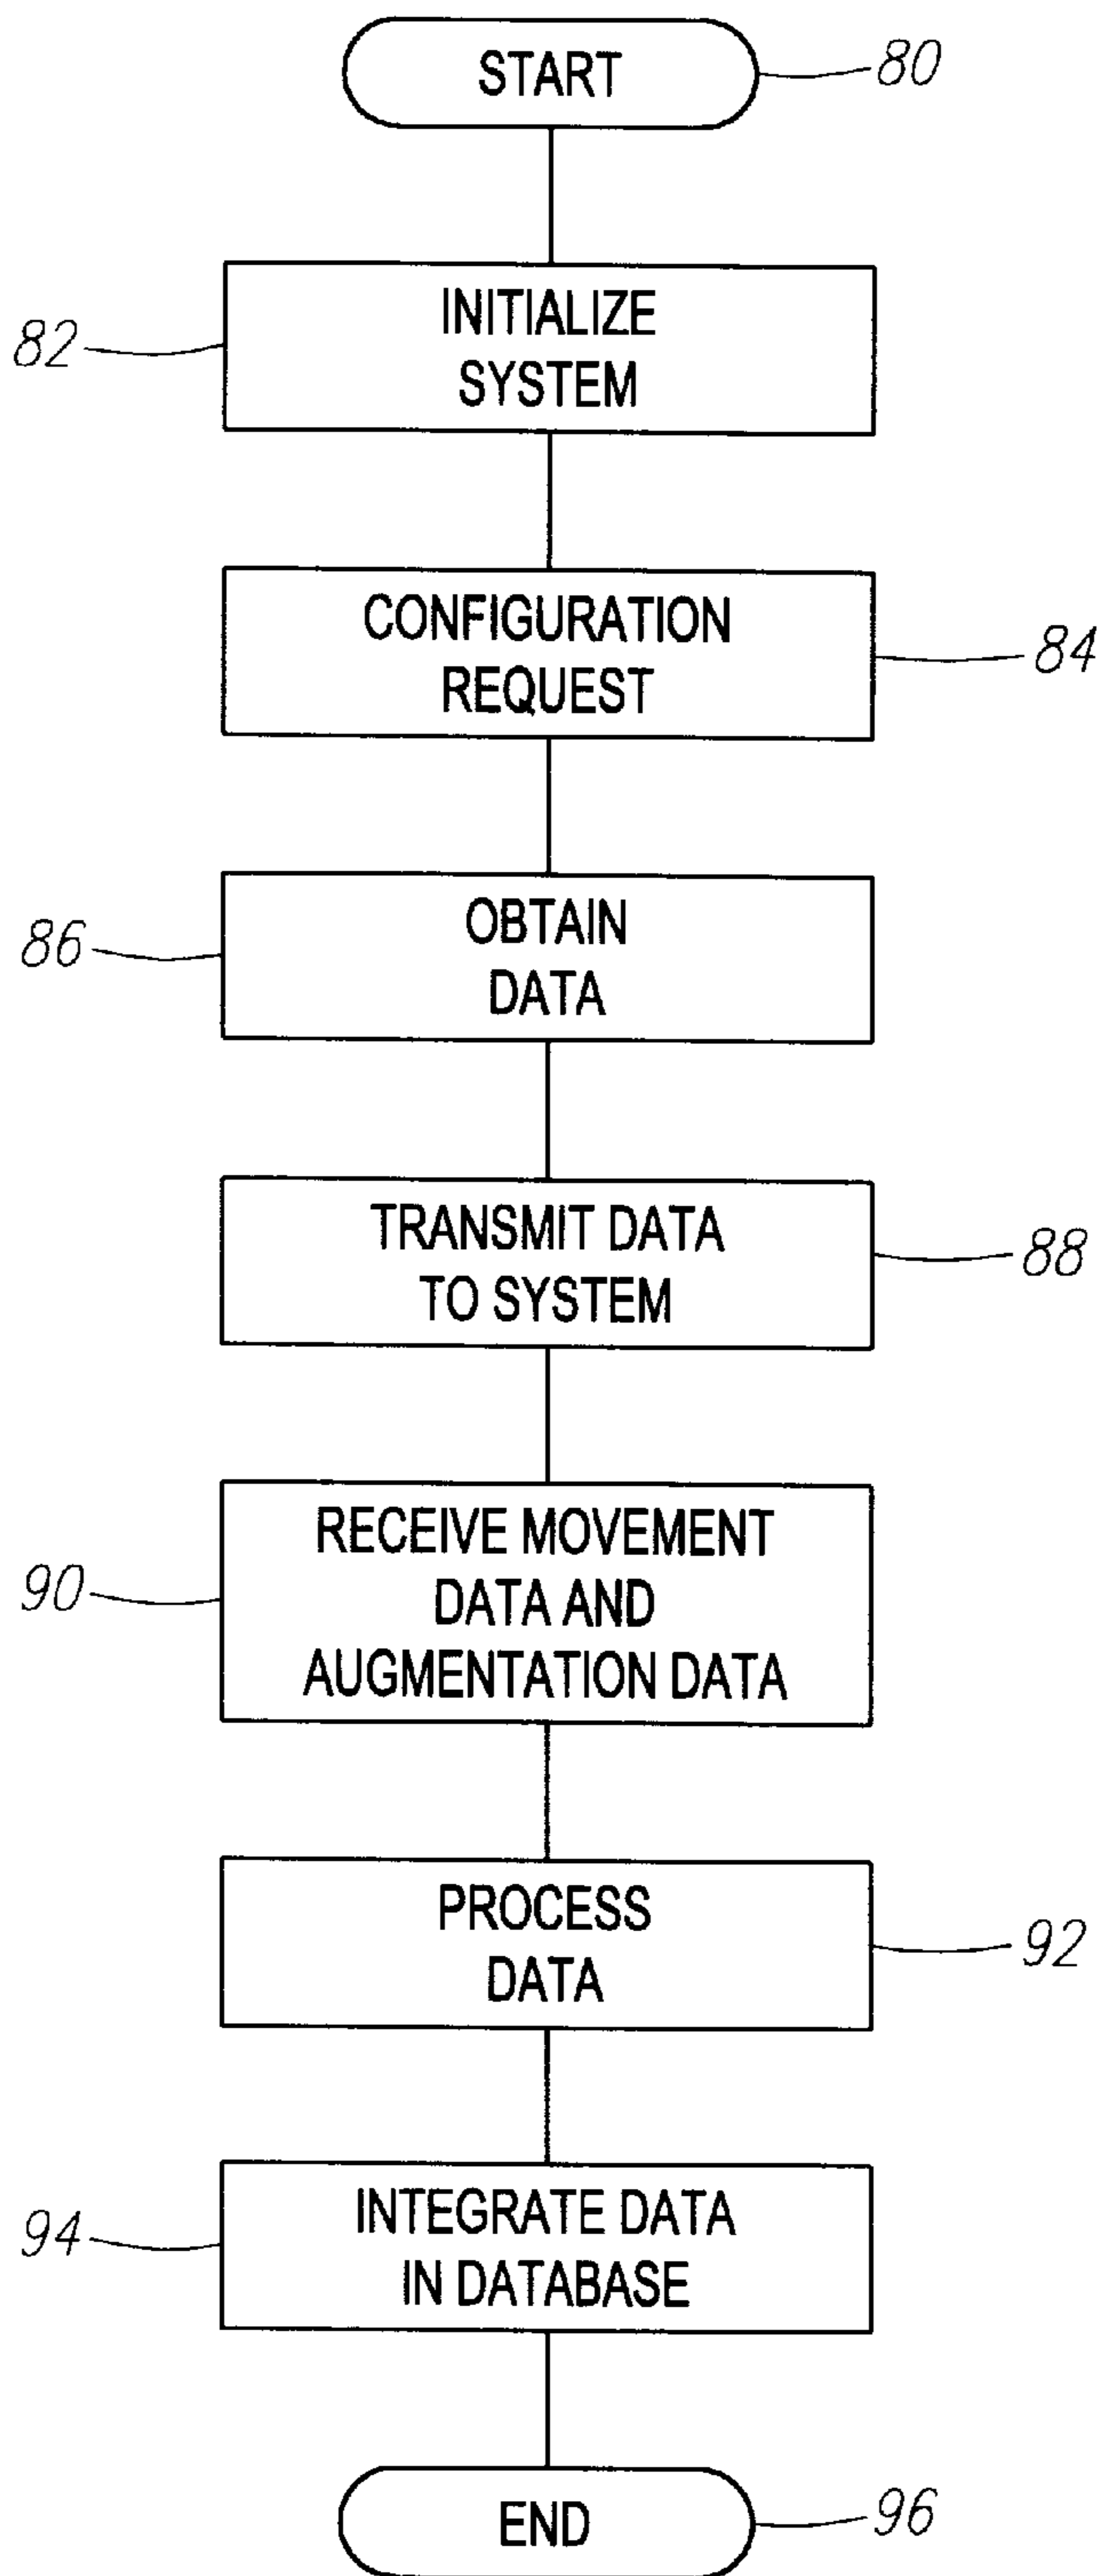 START
80
INITIALIZE
SYSTEM
82
CONFIGURATION
REQUEST
84
OBTAIN
DATA
86
TRANSMIT DATA
TO SYSTEM
88
RECEIVE MOVEMENT
DATA AND
AUGMENTATION DATA
90
PROCESS
DATA
92
INTEGRATE DATA
IN DATABASE
94
END
96